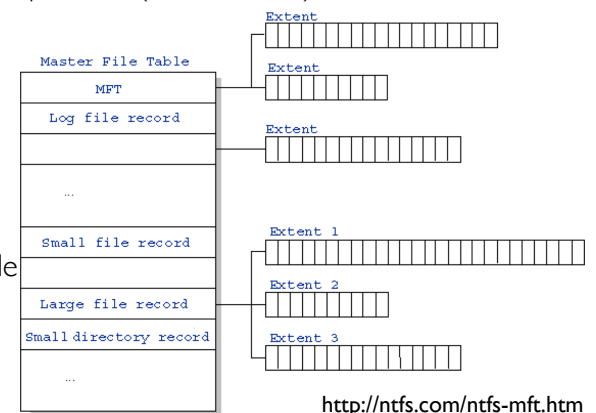 Extent
Master File Table
MFT
Extent
Log file record
Extent
...
Small file record
Extent 1
Extent 2
Large file record
Small directory record
Extent 3
...
http://ntfs.com/ntfs-mft.htm